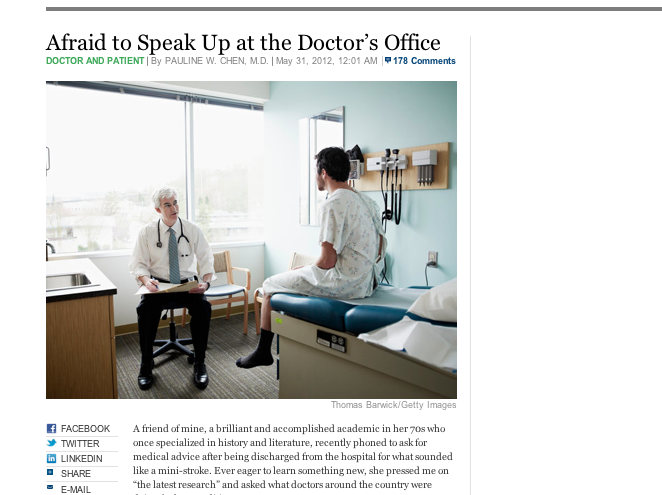 Afraid to Speak Up at the Doctor’s Office
DOCTOR AND PATIENT | By PAULINE W. CHEN, M.D. | May 31, 2012, 12:01 AM | 178 Comments
Thomas Barwick/Getty Images
FACEBOOK
TWITTER
LINKEDIN
SHARE
E-MAIL
A friend of mine, a brilliant and accomplished academic in her 70s who
once specialized in history and literature, recently phoned to ask for
medical advice after being discharged from the hospital for what sounded
like a mini-stroke. Ever eager to learn something new, she pressed me on
“the latest research” and asked what doctors around the country were